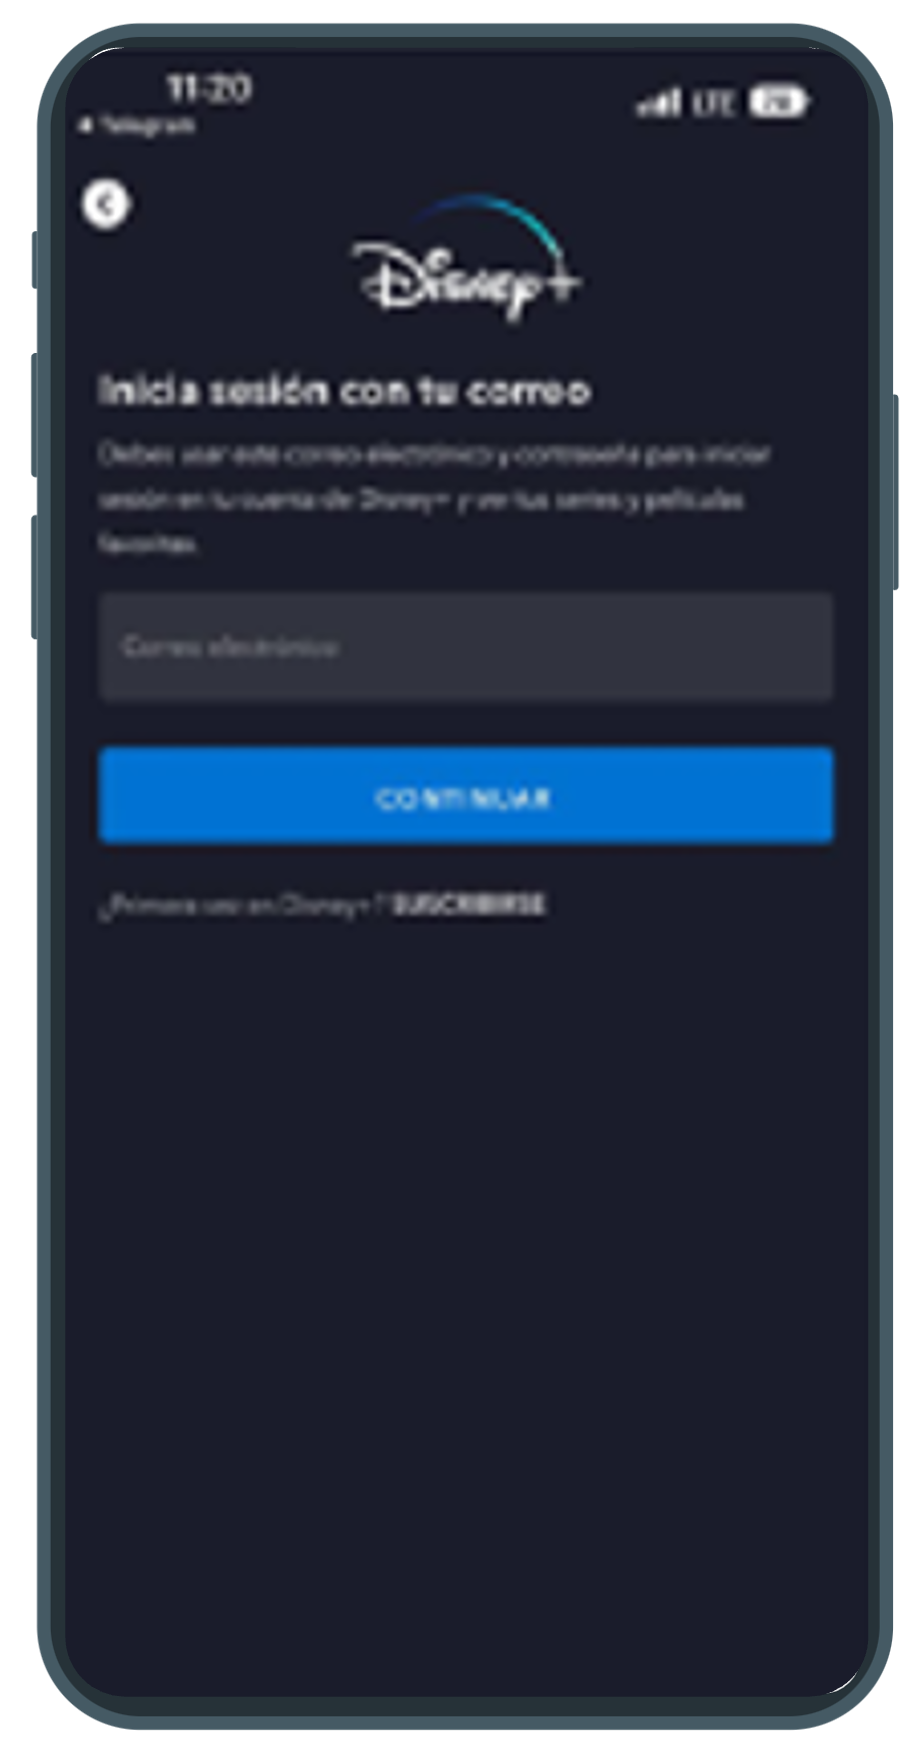 11:20
LTE 78
Telegram
Disney+
Inicia sesión con tu correo
Debes usar este correo electrónico y contraseña para iniciar
sesión en tu cuenta de Disney+ y ver tus series y películas
favoritas.
Correo electrónico
CONTINUAR
¿Primera vez en Disney+? SUSCRIBIRSE